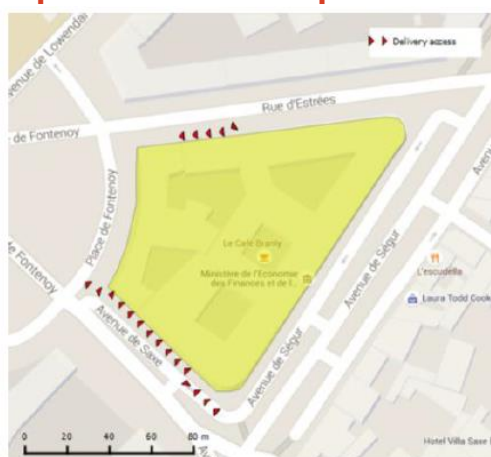 Delivery access
Avenue de Lowendal
Rue d'Estrées
de Fontenoy
Place de Fontenoy
de Fontenoy
Le Café Branly
Ministère de l'Economie
des Finances et de l...
Avenue de Saxe
Avenue de Ségur
Avenue de Ségur
L'escudella
Laura Todd Cook
Hotel Villa Saxe
0 20 40 60 80 m